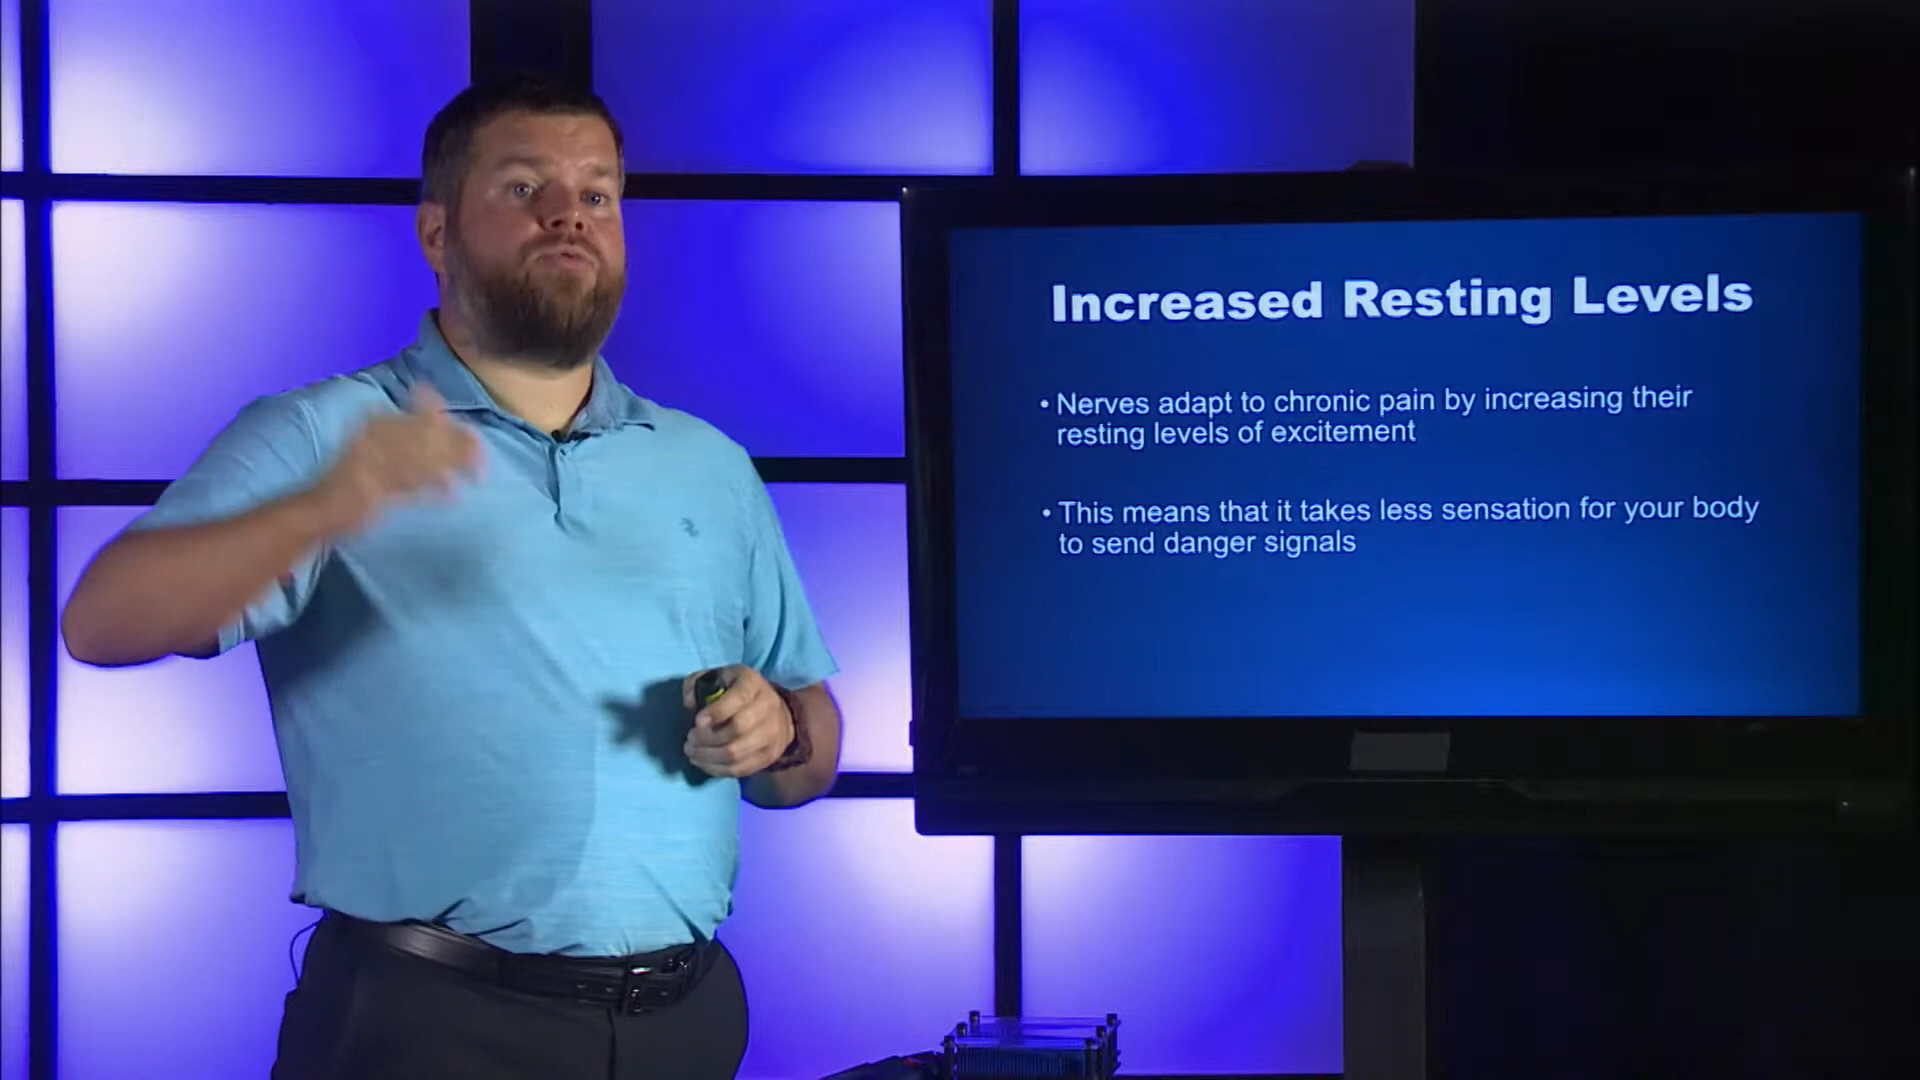 Increased Resting Levels
• Nerves adapt to chronic pain by increasing their
resting levels of excitement
• This means that it takes less sensation for your body
to send danger signals